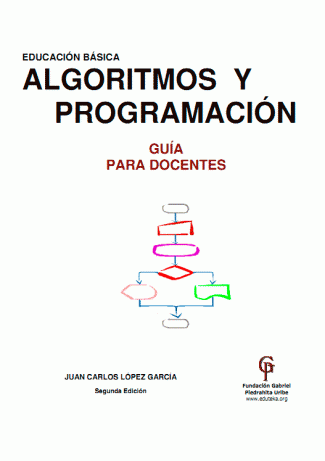 EDUCACIÓN BÁSICA
ALGORITMOS Y
PROGRAMACIÓN
GUÍA
PARA DOCENTES
JUAN CARLOS LÓPEZ GARCÍA
Segunda Edición
Fundación Gabriel
Piedrahita Uribe
www.eduteka.org